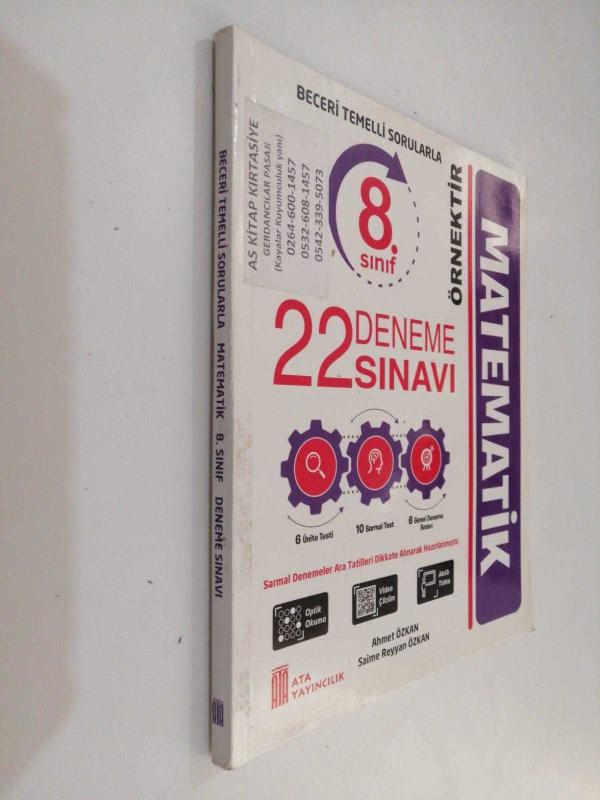 BECERİ TEMELLİ SORULARLA MATEMATİK 8. SINIF DENEME SINAVI
ATA
BECERİ TEMELLİ SORULARLA
AS KİTAP KIRTASİYE
GERDANCILAR PASAJI
(Kayalar Kuyumculuk yanı)
0264-600-1457
0532-608-1457
0542-339-5073
8.
sınıf
ÖRNEKTİR
MATEMATİK
22 DENEME
SINAVI
6 Ünite Testi
10 Sarmal Test
6 Genel Deneme
Sınavı
Sarmal Denemeler Ara Tatilleri Dikkate Alınarak Hazırlanmıştır.
Optik
Okuma
Video
Çözüm
Akıllı
Tahta
Ahmet ÖZKAN
Saime Reyyan ÖZKAN
ATA
ATA
YAYINCILIK